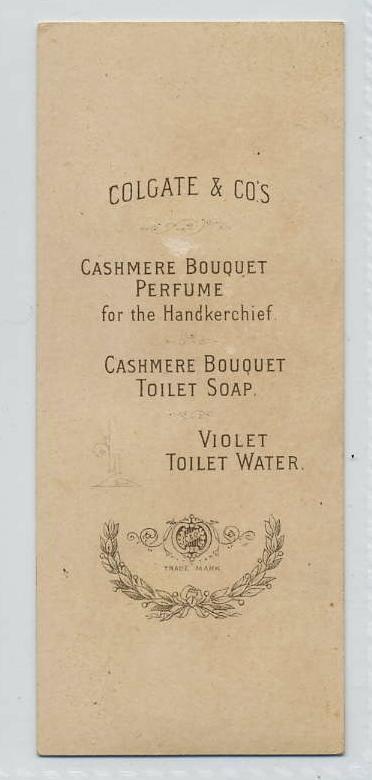 COLGATE & CO'S
CASHMERE BOUQUET
PERFUME
for the Handkerchief.
CASHMERE BOUQUET
TOILET SOAP.
VIOLET
TOILET WATER.
TRADE MARK